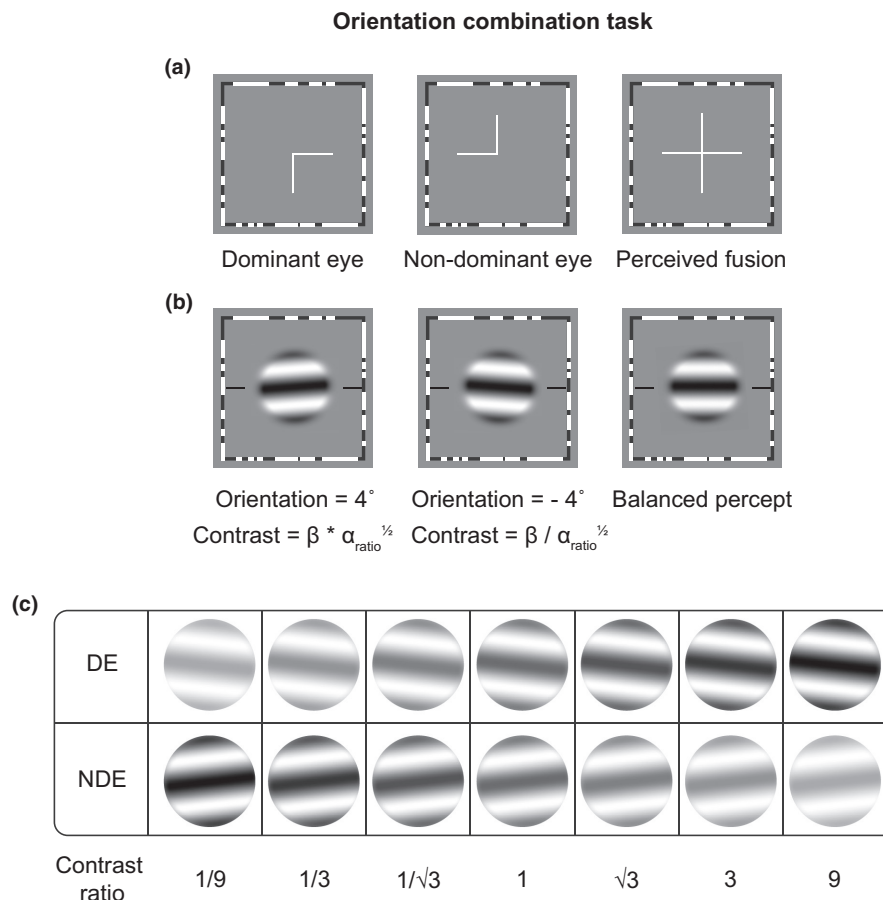 Orientation combination task
(a)
Dominant eye Non-dominant eye Perceived fusion
(b)
Orientation = 4° Orientation = - 4° Balanced percept
Contrast = β * α_ratio^½ Contrast = β / α_ratio^½
(c)
DE
NDE
Contrast ratio 1/9 1/3 1/√3 1 √3 3 9